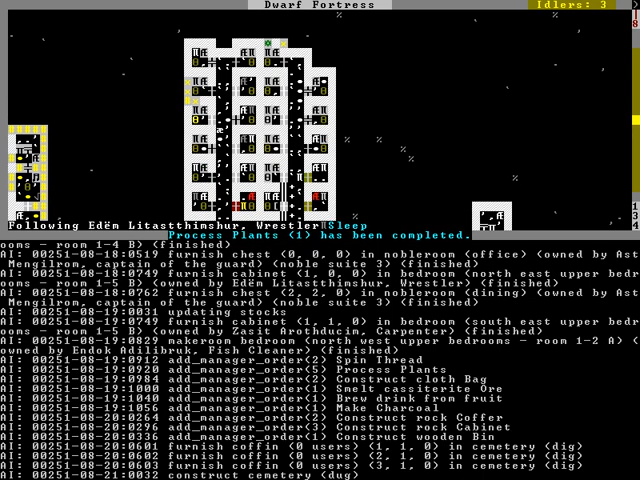 Dwarf Fortress
Idlers: 3
Following Edëm Litastthimshur, Wrestler Sleep
Process Plants (1) has been completed.
ooms - room 1-4 B) (finished)
AI: 00251-08-18:0519 furnish chest (0, 0, 0) in nobleroom (office) (owned by Ast
Mengilrom, captain of the guard) (noble suite 3) (finished)
AI: 00251-08-18:0749 furnish cabinet (1, 0, 0) in bedroom (north east upper bedr
ooms - room 1-5 B) (owned by Edëm Litastthimshur, Wrestler) (finished)
AI: 00251-08-18:0762 furnish chest (2, 2, 0) in nobleroom (dining) (owned by Ast
Mengilrom, captain of the guard) (noble suite 3) (finished)
AI: 00251-08-19:0031 updating stocks
AI: 00251-08-19:0749 furnish cabinet (1, 1, 0) in bedroom (south east upper bedr
ooms - room 1-5 B) (owned by Zasit Arothducim, Carpenter) (finished)
AI: 00251-08-19:0829 makeroom bedroom (north west upper bedrooms - room 1-2 A) (
owned by Endok Adilibruk, Fish Cleaner) (finished)
AI: 00251-08-19:0912 add_manager_order(2) Spin Thread
AI: 00251-08-19:0920 add_manager_order(5) Process Plants
AI: 00251-08-19:0984 add_manager_order(2) Construct cloth Bag
AI: 00251-08-19:1000 add_manager_order(1) Smelt cassiterite Ore
AI: 00251-08-19:1040 add_manager_order(1) Brew drink from fruit
AI: 00251-08-19:1056 add_manager_order(1) Make Charcoal
AI: 00251-08-20:0264 add_manager_order(2) Construct rock Coffer
AI: 00251-08-20:0296 add_manager_order(3) Construct rock Cabinet
AI: 00251-08-20:0336 add_manager_order(1) Construct wooden Bin
AI: 00251-08-20:0601 furnish coffin (0 users) (1, 1, 0) in cemetery (dig)
AI: 00251-08-20:0602 furnish coffin (0 users) (2, 1, 0) in cemetery (dig)
AI: 00251-08-20:0603 furnish coffin (0 users) (3, 1, 0) in cemetery (dig)
AI: 00251-08-21:0032 construct cemetery (dug)